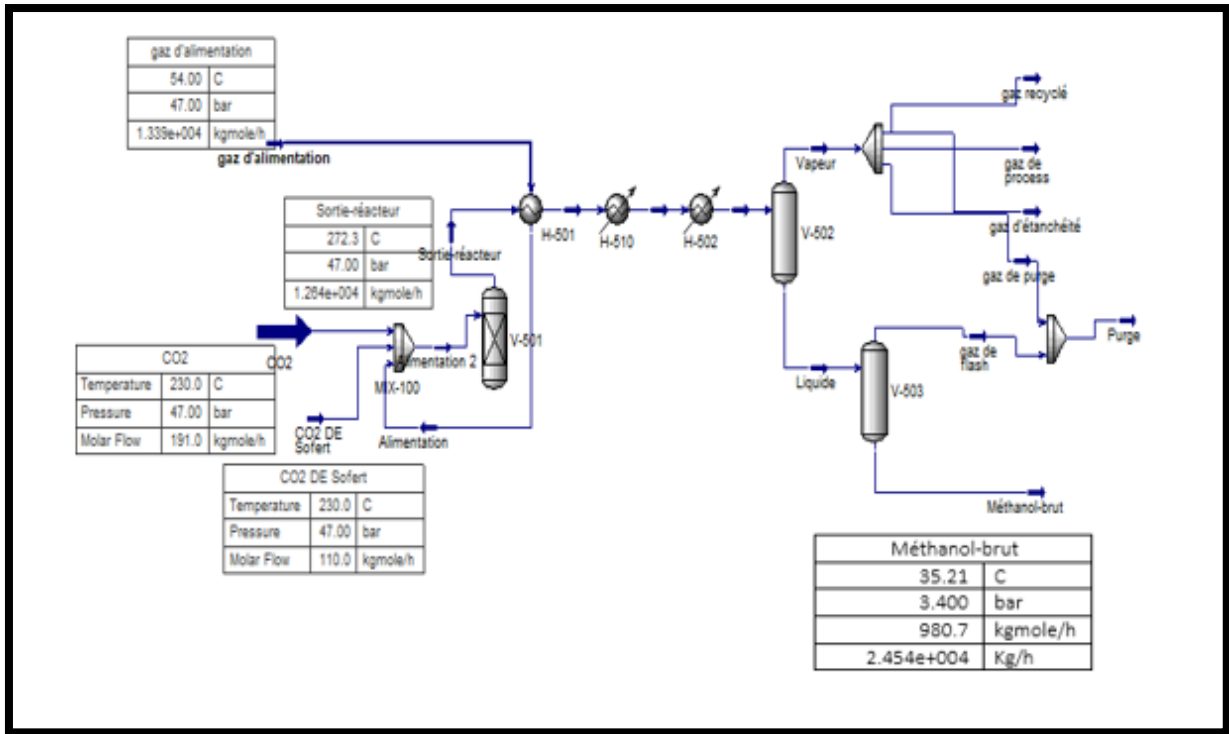 gaz d'alimentation
54.00 C
47.00 bar
1.339e+004 kgmole/h
gaz d'alimentation
Sortie-réacteur
272.3 C
47.00 bar
1.264e+004 kgmole/h
Sortie-réacteur
H-501
H-510
H-502
Vapeur
V-502
gaz recyclé
gaz de
process
gaz d'étanchéité
gaz de purge
Purge
CO2
Temperature 230.0 C
Pressure 47.00 bar
Molar Flow 191.0 kgmole/h
CO2
MIX-100
Alimentation 2
V-501
CO2 DE
Sofert
Alimentation
CO2 DE Sofert
Temperature 230.0 C
Pressure 47.00 bar
Molar Flow 110.0 kgmole/h
Liquide
V-503
gaz de
flash
Méthanol-brut
Méthanol-brut
35.21 C
3.400 bar
980.7 kgmole/h
2.454e+004 Kg/h